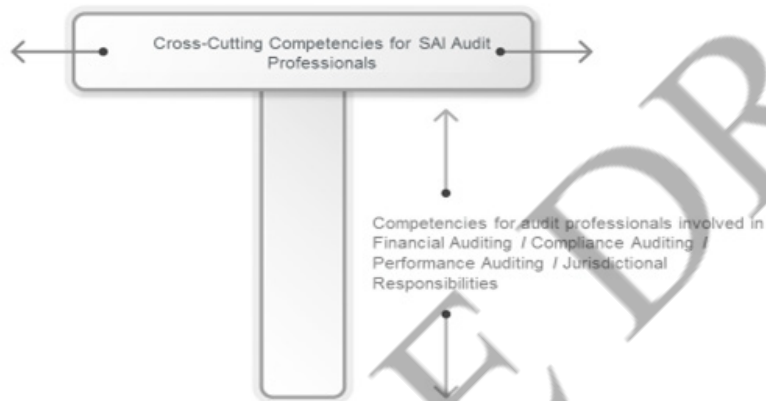 Cross-Cutting Competencies for SAI Audit
Professionals
Competencies for audit professionals involved in
Financial Auditing / Compliance Auditing /
Performance Auditing / Jurisdictional
Responsibilities
E DR